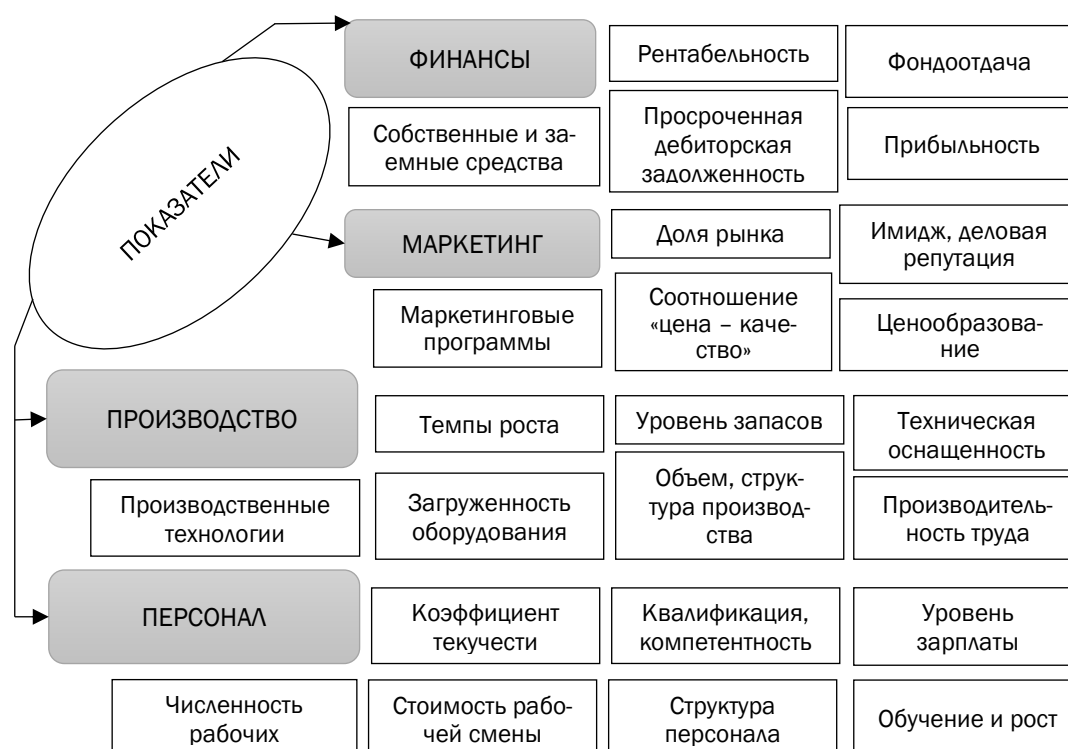 ПОКАЗАТЕЛИ
ФИНАНСЫ
Рентабельность
Фондоотдача
Собственные и за-
емные средства
Просроченная
дебиторская
задолженность
Прибыльность
МАРКЕТИНГ
Доля рынка
Имидж, деловая
репутация
Маркетинговые
программы
Соотношение
«цена – каче-
ство»
Ценообразова-
ние
ПРОИЗВОДСТВО
Темпы роста
Уровень запасов
Техническая
оснащенность
Производственные
технологии
Загруженность
оборудования
Объем, струк-
тура производ-
ства
Производитель-
ность труда
ПЕРСОНАЛ
Коэффициент
текучести
Квалификация,
компетентность
Уровень
зарплаты
Численность
рабочих
Стоимость рабо-
чей смены
Структура
персонала
Обучение и рост